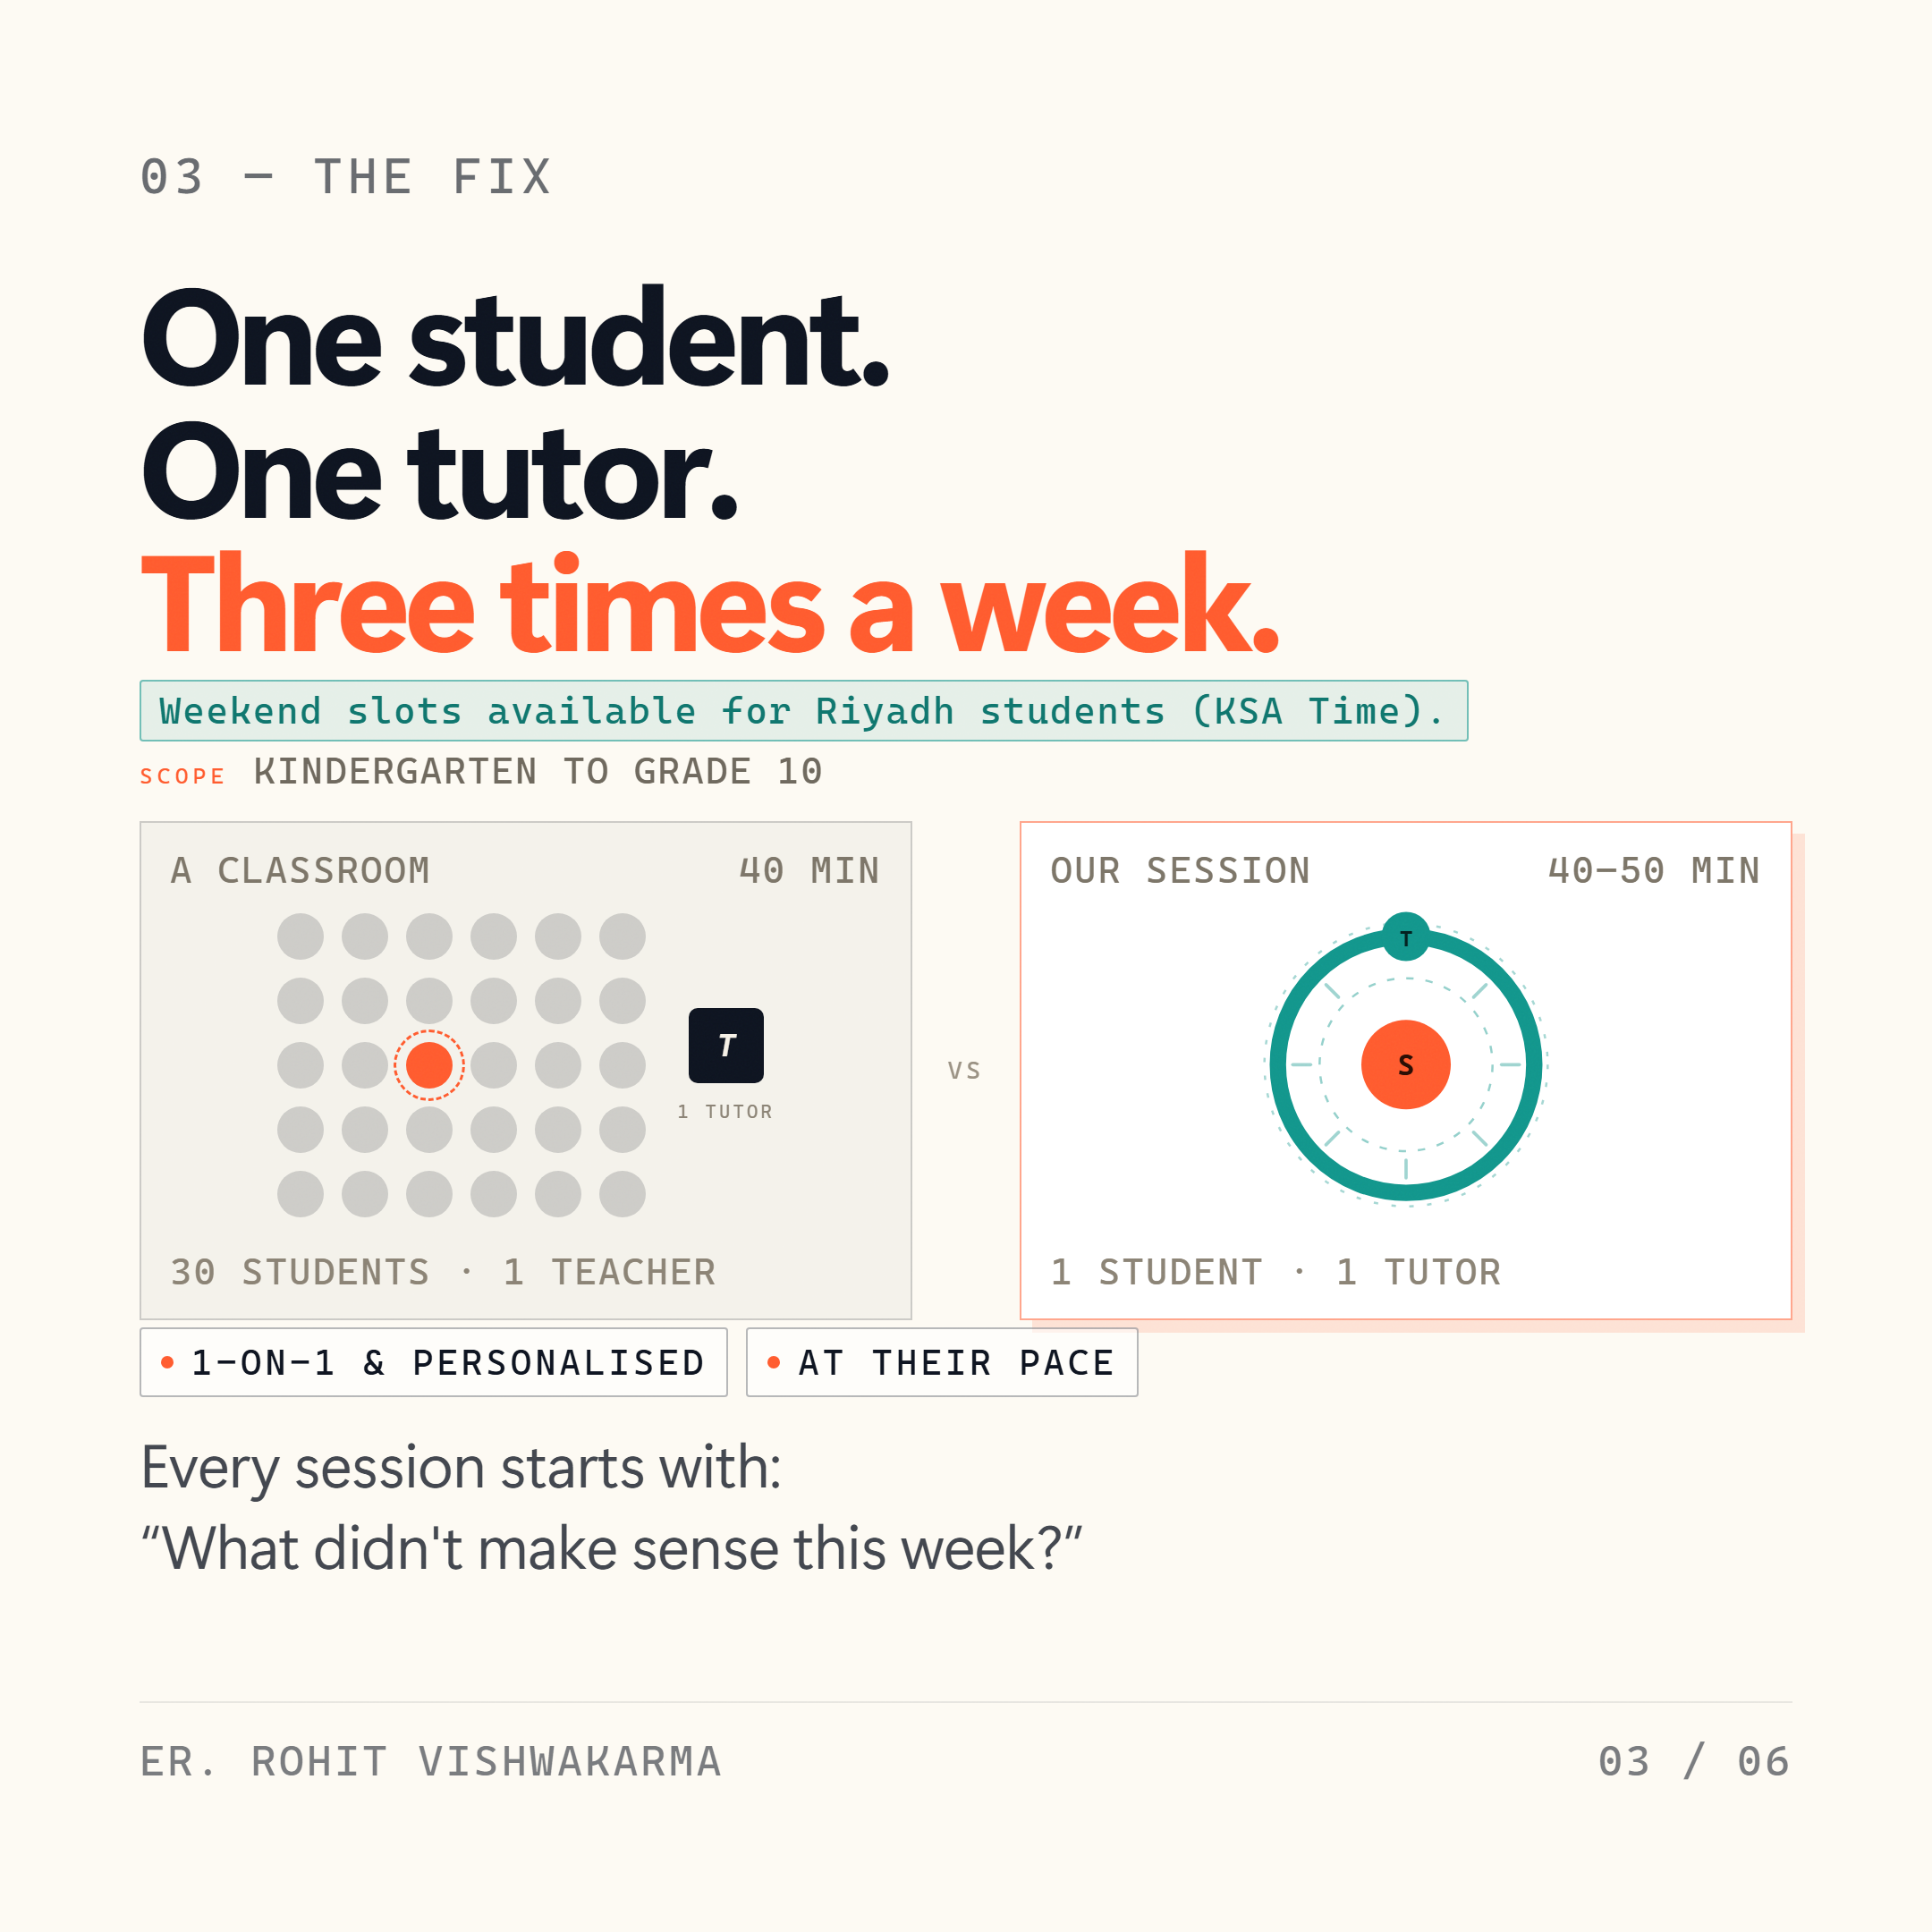 03 — THE FIX
One student.
One tutor.
Three times a week.
Weekend slots available for Riyadh students (KSA Time).
SCOPE KINDERGARTEN TO GRADE 10
A CLASSROOM 40 MIN
T
1 TUTOR
30 STUDENTS · 1 TEACHER
VS
OUR SESSION 40–50 MIN
T
S
1 STUDENT · 1 TUTOR
1-ON-1 & PERSONALISED
AT THEIR PACE
Every session starts with:
“What didn't make sense this week?”
ER. ROHIT VISHWAKARMA
03 / 06